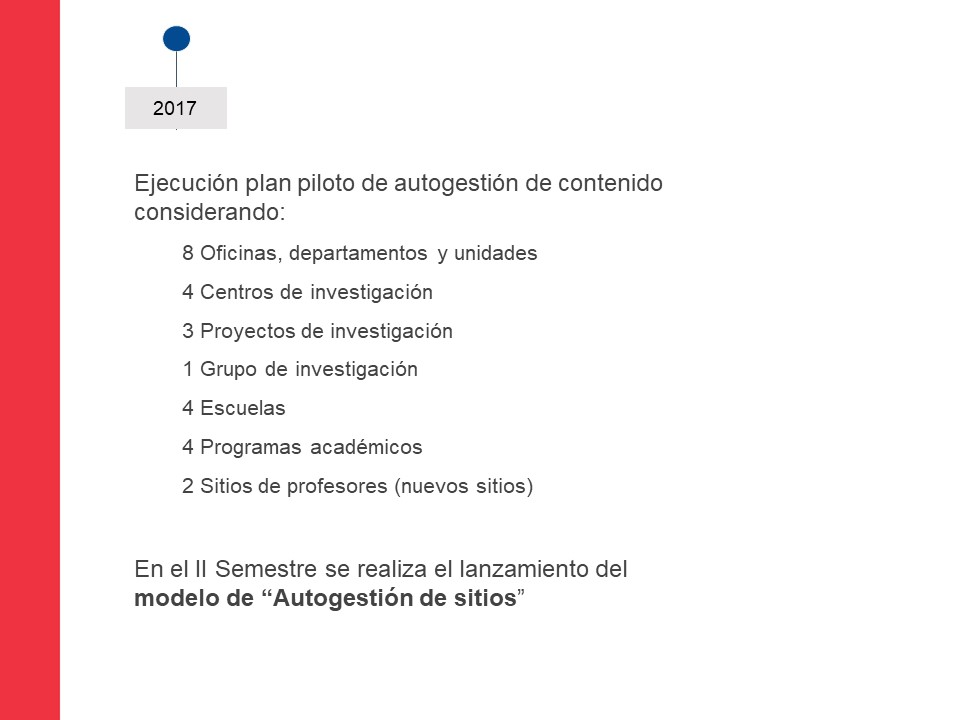 2017
Ejecución plan piloto de autogestión de contenido
considerando:
8 Oficinas, departamentos y unidades
4 Centros de investigación
3 Proyectos de investigación
1 Grupo de investigación
4 Escuelas
4 Programas académicos
2 Sitios de profesores (nuevos sitios)
En el II Semestre se realiza el lanzamiento del
modelo de “Autogestión de sitios”